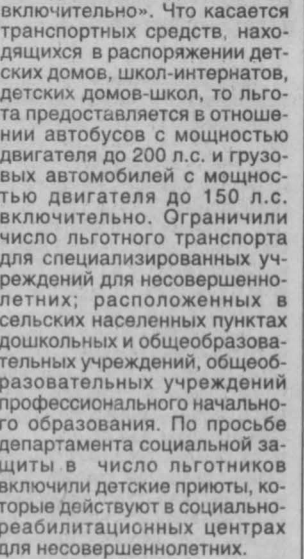 включительно». Что касается
транспортных средств, нахо-
дящихся в распоряжении дет-
ских домов, школ-интернатов,
детских домов-школ, то льго-
та предоставляется в отноше-
нии автобусов с мощностью
двигателя до 200 л.с. и грузо-
вых автомобилей с мощнос-
тью двигателя до 150 л.с.
включительно. Ограничили
число льготного транспорта
для специализированных уч-
реждений для несовершенно-
летних; расположенных в
сельских населенных пунктах
дошкольных и общеобразова-
тельных учреждений, общеоб-
разовательных учреждений
профессионального начально-
го образования. По просьбе
департамента социальной за-
щиты в число льготников
включили детские приюты, ко-
торые действуют в социально-
реабилитационных центрах
для несовершеннолетних.